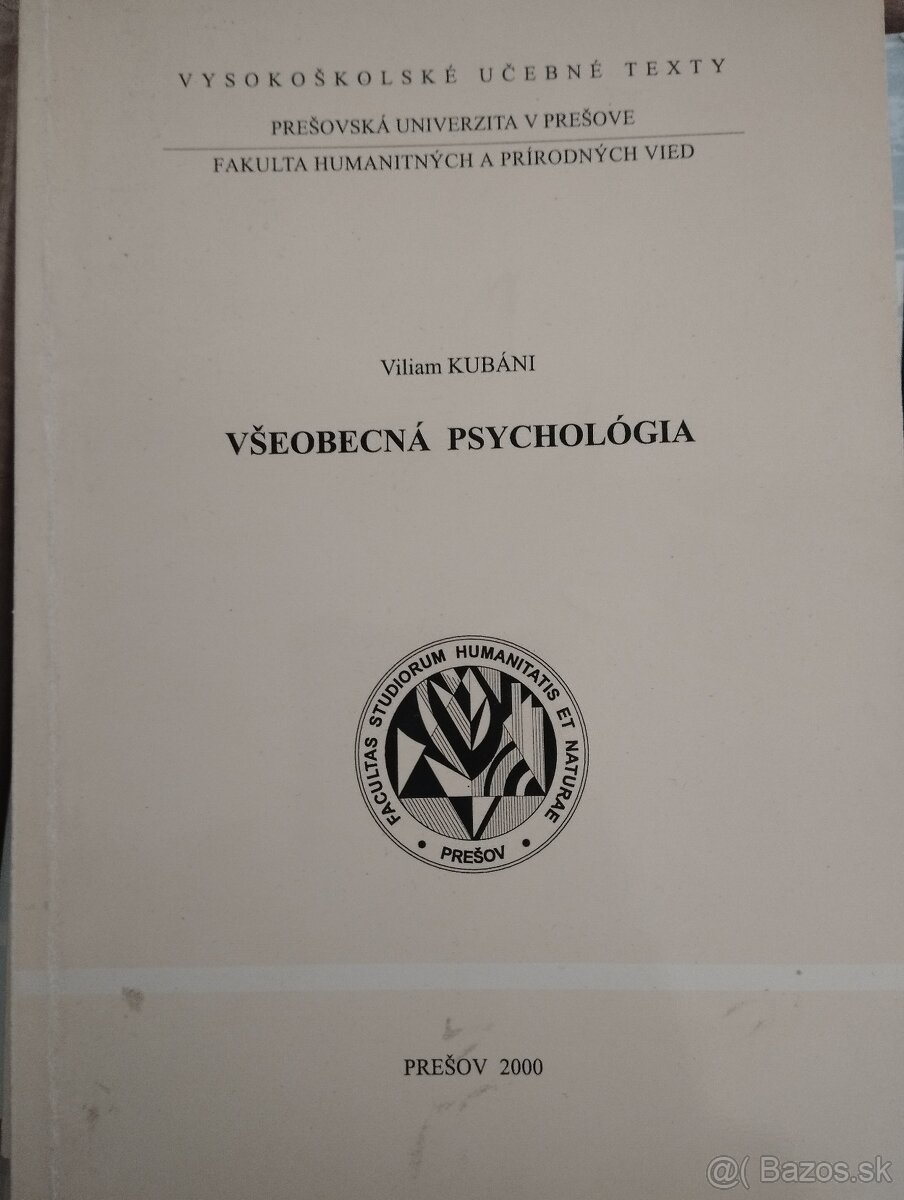 VYSOKOŠKOLSKÉ UČEBNÉ TEXTY
PREŠOVSKÁ UNIVERZITA V PREŠOVE
FAKULTA HUMANITNÝCH A PRÍRODNÝCH VIED
Viliam KUBÁNI
VŠEOBECNÁ PSYCHOLÓGIA
FACULTAS STUDIORUM HUMANITATIS ET NATURAE
• PREŠOV •
PREŠOV 2000
@( Bazos.sk